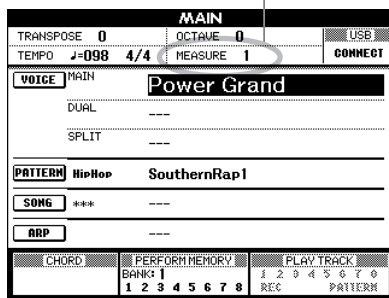 MAIN
TRANSPOSE 0 OCTAVE 0 USB
TEMPO ♩=098 4/4 MEASURE 1 CONNECT
VOICE MAIN Power Grand
DUAL ---
SPLIT ---
PATTERN HipHop SouthernRap1
SONG *** ---
ARP ---
CHORD PERFORM MEMORY PLAY TRACK
BANK: 1 1 2 3 4 5 6 7 8
1 2 3 4 5 6 7 8 REC PATTERN